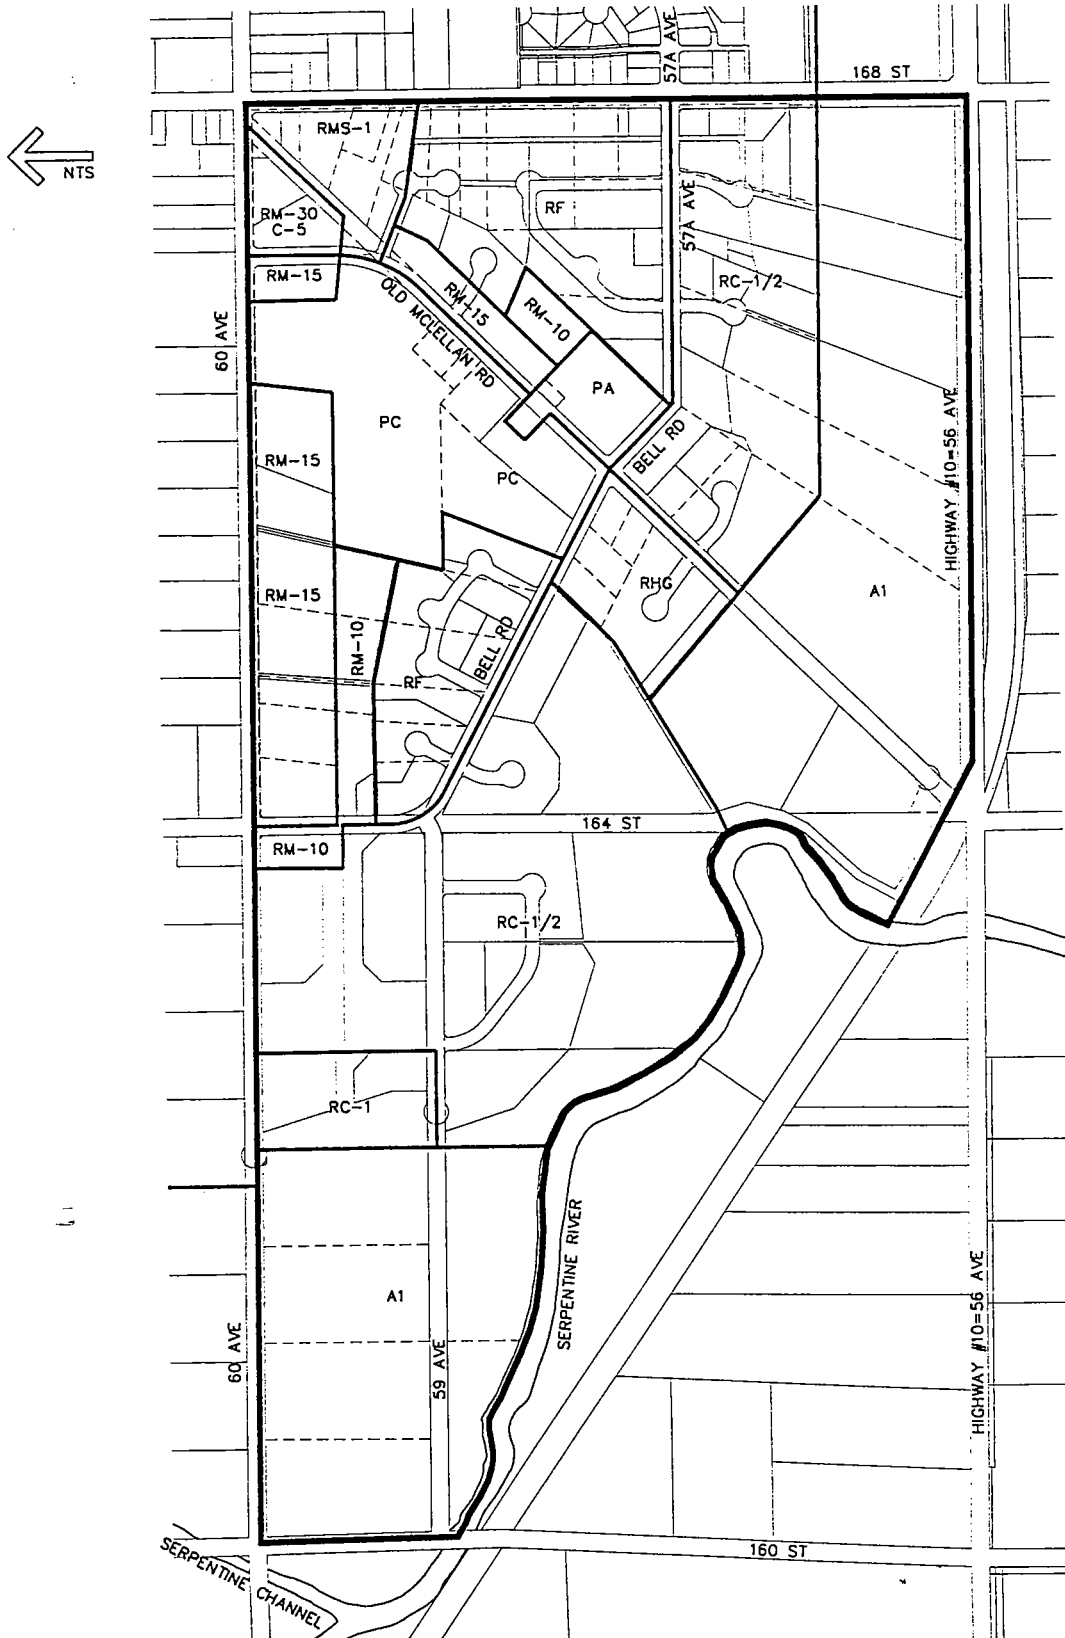 57A AVE
168 ST
NTS
RMS-1
RM-30
C-5
RF
57A AVE
RM-15
OLD MCLELLAN RD
RM-15
RM-10
RC-1/2
60 AVE
PA
PC
BELL RD
HIGHWAY #10=56 AVE
RM-15
PC
RHG
A1
RM-15
RM-10
BELL RD
RF
164 ST
RM-10
RC-1/2
RC-1
SERPENTINE RIVER
A1
60 AVE
59 AVE
HIGHWAY #10=56 AVE
160 ST
SERPENTINE CHANNEL